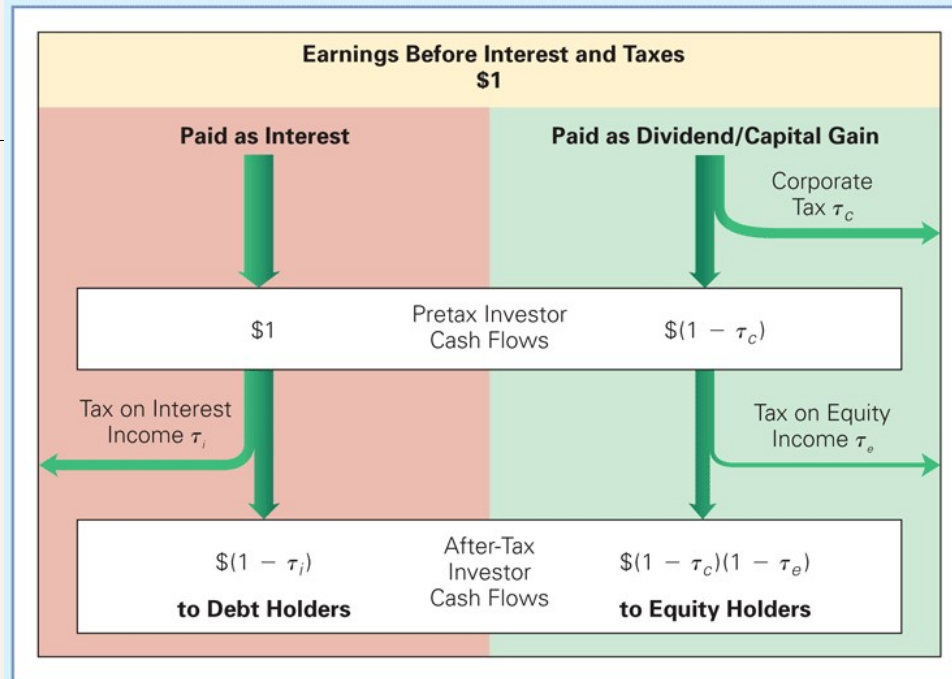 Earnings Before Interest and Taxes
$1
Paid as Interest
Paid as Dividend/Capital Gain
Corporate
Tax τc
$1
Pretax Investor
Cash Flows
$(1 − τc)
Tax on Interest
Income τi
Tax on Equity
Income τe
$(1 − τi)
to Debt Holders
After-Tax
Investor
Cash Flows
$(1 − τc)(1 − τe)
to Equity Holders